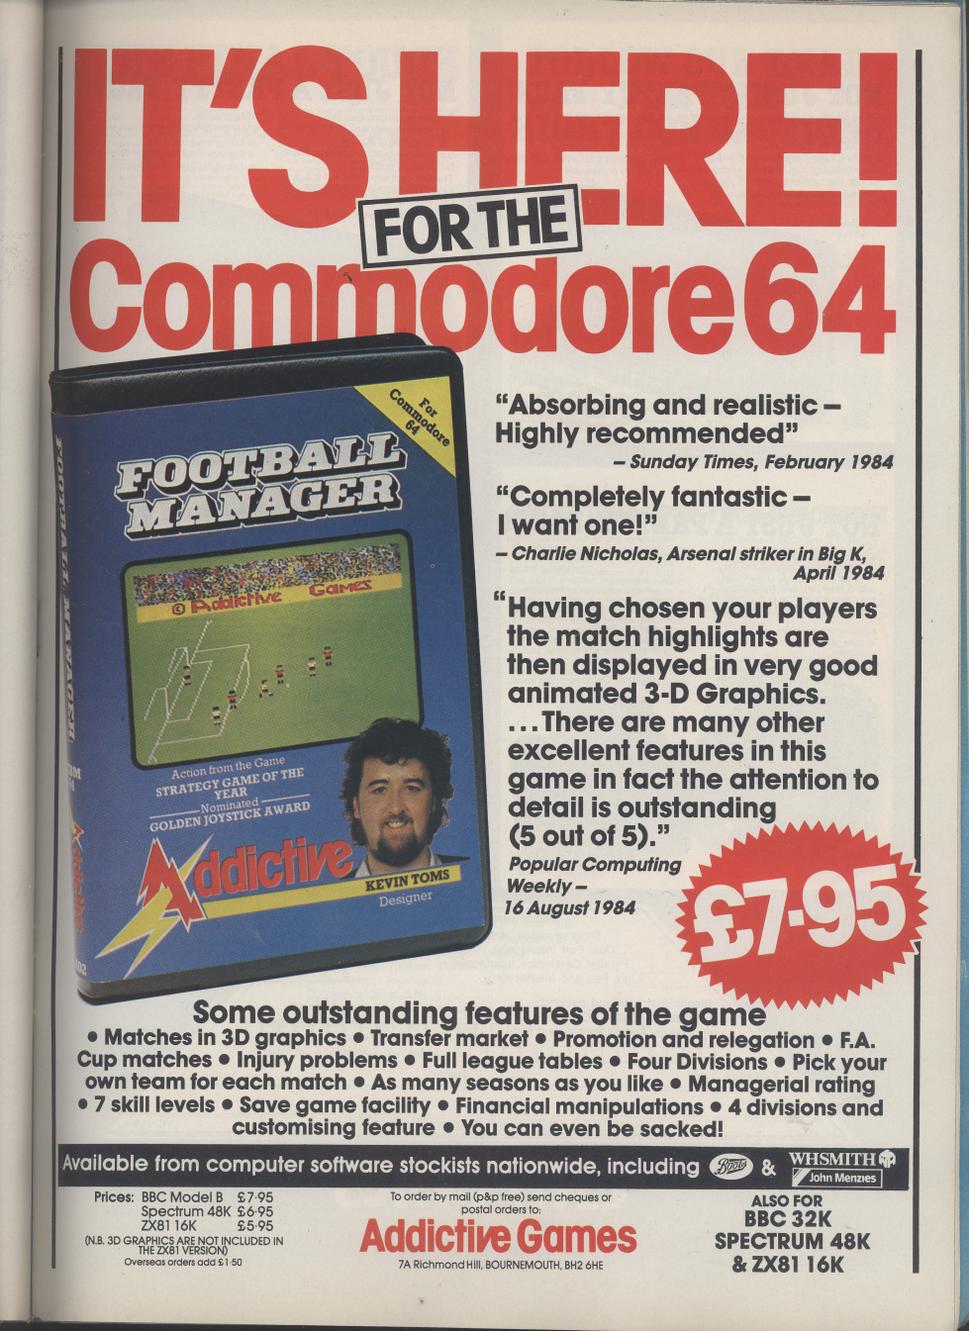 IT'S HERE!
FOR THE
Commodore 64
For
Commodore
64
FOOTBALL
MANAGER
FOOTBALL MANAGER
© Addictive Games
Action from the Game
STRATEGY GAME OF THE
YEAR
Nominated
GOLDEN JOYSTICK AWARD
Addictive
KEVIN TOMS
Designer
Addictive
“Absorbing and realistic –
Highly recommended”
– Sunday Times, February 1984
“Completely fantastic –
I want one!”
– Charlie Nicholas, Arsenal striker in Big K,
April 1984
“Having chosen your players
the match highlights are
then displayed in very good
animated 3-D Graphics.
...There are many other
excellent features in this
game in fact the attention to
detail is outstanding
(5 out of 5).”
Popular Computing
Weekly –
16 August 1984
£7·95
Some outstanding features of the game
• Matches in 3D graphics • Transfer market • Promotion and relegation • F.A.
Cup matches • Injury problems • Full league tables • Four Divisions • Pick your
own team for each match • As many seasons as you like • Managerial rating
• 7 skill levels • Save game facility • Financial manipulations • 4 divisions and
customising feature • You can even be sacked!
Available from computer software stockists nationwide, including Boots & WHSMITH
John Menzies
Prices: BBC Model B £7·95
Spectrum 48K £6·95
ZX81 16K £5·95
(N.B. 3D GRAPHICS ARE NOT INCLUDED IN
THE ZX81 VERSION)
Overseas orders add £1·50
To order by mail (p&p free) send cheques or
postal orders to:
Addictive Games
7A Richmond Hill, BOURNEMOUTH, BH2 6HE
ALSO FOR
BBC 32K
SPECTRUM 48K
& ZX81 16K